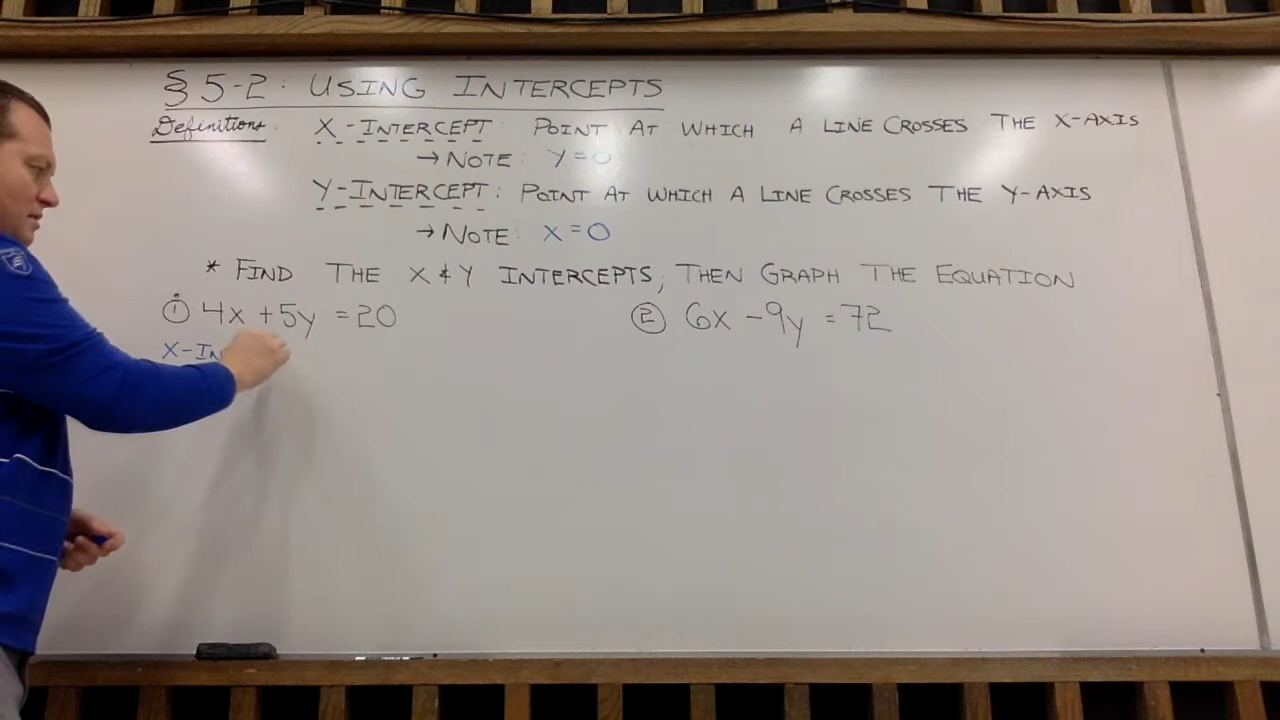 § 5-2: USING INTERCEPTS
Definitions: X-INTERCEPT: POINT AT WHICH A LINE CROSSES THE X-AXIS
→ NOTE: Y=0
Y-INTERCEPT: POINT AT WHICH A LINE CROSSES THE Y-AXIS
→ NOTE: X=0
* FIND THE X & Y INTERCEPTS, THEN GRAPH THE EQUATION
① 4x + 5y = 20
② 6x - 9y = 72
X-IN